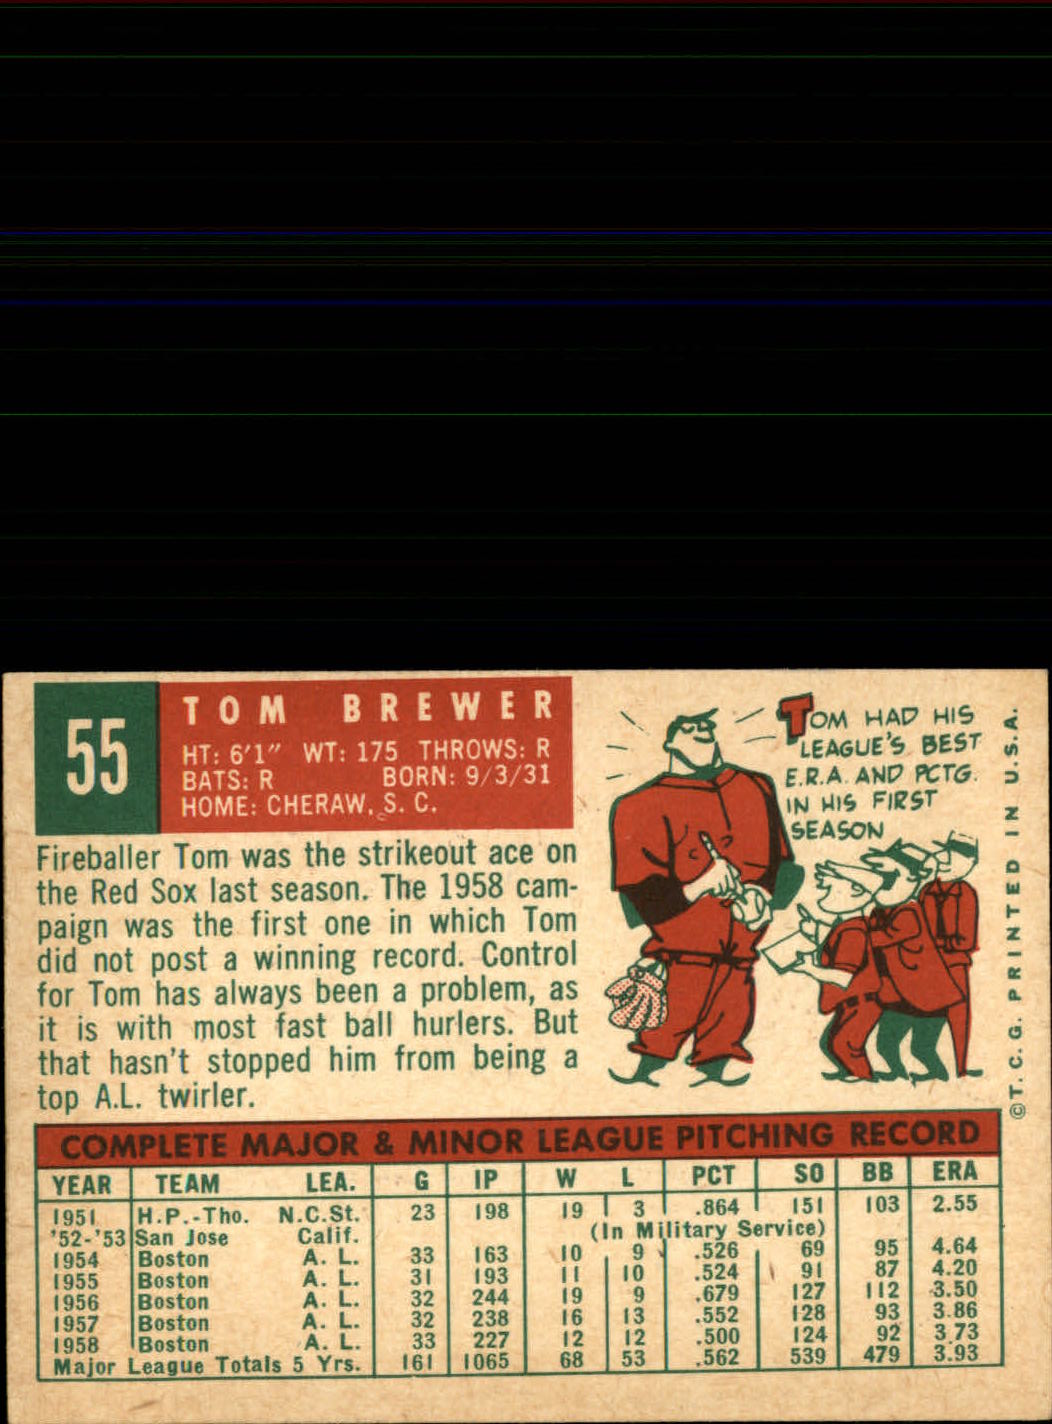 55
TOM BREWER
HT: 6'1" WT: 175 THROWS: R
BATS: R BORN: 9/3/31
HOME: CHERAW, S. C.
Fireballer Tom was the strikeout ace on
the Red Sox last season. The 1958 cam-
paign was the first one in which Tom
did not post a winning record. Control
for Tom has always been a problem, as
it is with most fast ball hurlers. But
that hasn't stopped him from being a
top A.L. twirler.
TOM HAD HIS
LEAGUE'S BEST
E.R.A. AND PCTG.
IN HIS FIRST
SEASON
©T. C. G. PRINTED IN U.S.A.
COMPLETE MAJOR & MINOR LEAGUE PITCHING RECORD
YEAR TEAM LEA. G IP W L PCT SO BB ERA
1951 H.P.-Tho. N.C.St. 23 198 19 3 .864 151 103 2.55
'52-'53 San Jose Calif. (In Military Service)
1954 Boston A. L. 33 163 10 9 .526 69 95 4.64
1955 Boston A. L. 31 193 11 10 .524 91 87 4.20
1956 Boston A. L. 32 244 19 9 .679 127 112 3.50
1957 Boston A. L. 32 238 16 13 .552 128 93 3.86
1958 Boston A. L. 33 227 12 12 .500 124 92 3.73
Major League Totals 5 Yrs. 161 1065 68 53 .562 539 479 3.93